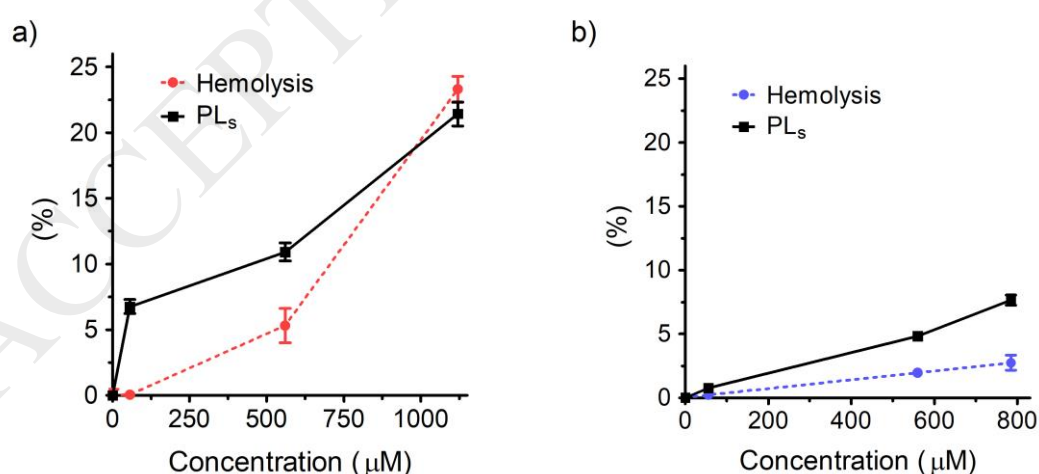 ACCEPT
a)
Hemolysis
PLs
(%)
25
20
15
10
5
0
0 250 500 750 1000
Concentration (μM)
b)
Hemolysis
PLs
(%)
25
20
15
10
5
0
0 200 400 600 800
Concentration (μM)